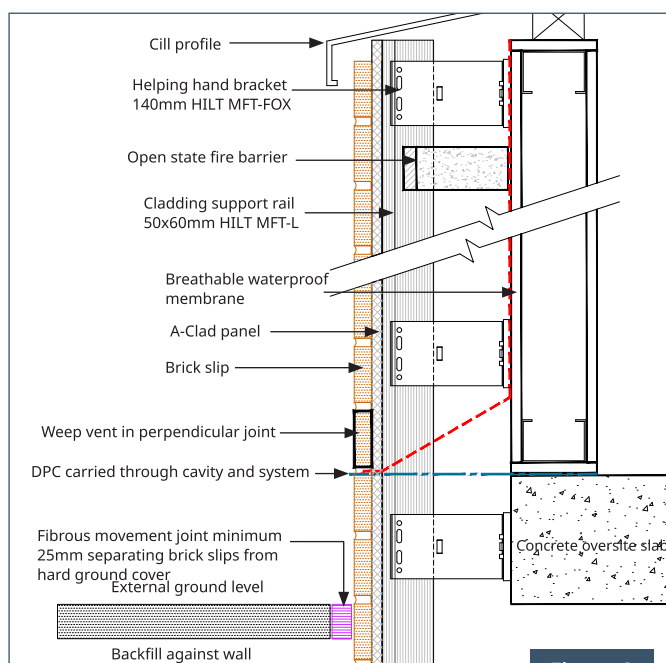 Cill profile
Helping hand bracket
140mm HILT MFT-FOX
Open state fire barrier
Cladding support rail
50x60mm HILT MFT-L
Breathable waterproof
membrane
A-Clad panel
Brick slip
Weep vent in perpendicular joint
DPC carried through cavity and system
Fibrous movement joint minimum
25mm separating brick slips from
hard ground cover
Concrete oversite slab
External ground level
Backfill against wall